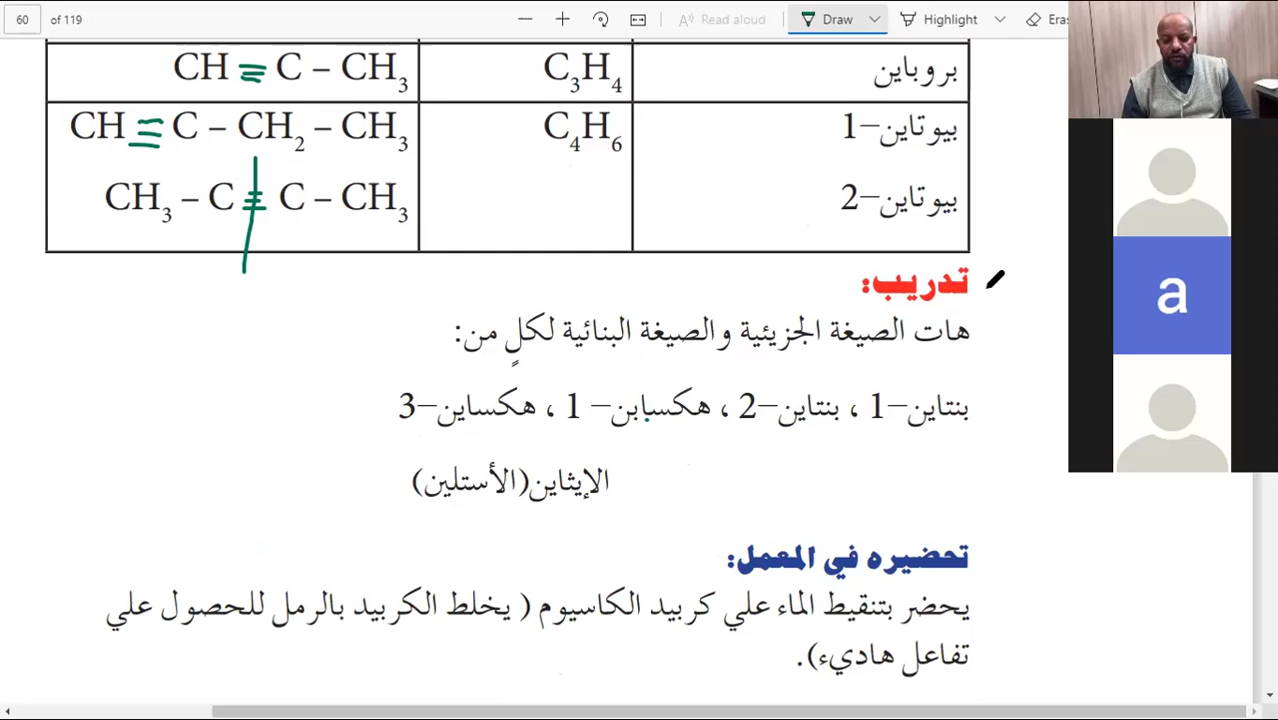 60 of 119 Read aloud Draw Highlight Eras
CH ≡ C – CH3 C3H4 بروباين
CH ≡ C – CH2 – CH3 C4H6 بيوتاين–1
CH3 – C ≡ C – CH3 بيوتاين–2
تدريب:
هات الصيغة الجزيئية والصيغة البنائية لكلٍ من:
بنتاين–1 ، بنتاين–2 ، هكسابن– 1 ، هكساين–3
الإيثاين(الأستلين)
تحضيره في المعمل:
يحضر بتنقيط الماء علي كربيد الكاسيوم ( يخلط الكربيد بالرمل للحصول علي
تفاعل هاديء).
a